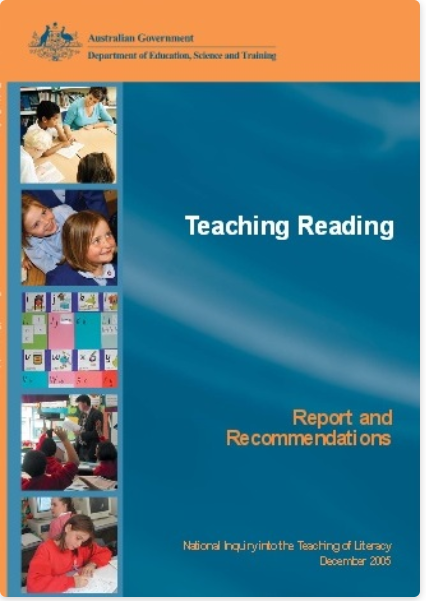 Australian Government
Department of Education, Science and Training
Teaching Reading
Report and
Recommendations
National Inquiry into the Teaching of Literacy
December 2005